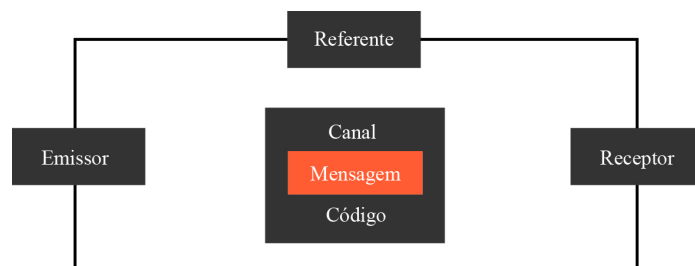 Referente
Canal
Emissor
Mensagem
Receptor
Código